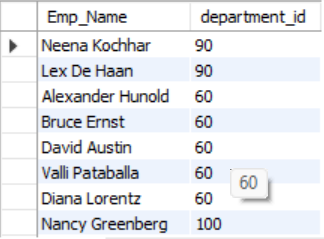 Emp_Name department_id
Neena Kochhar 90
Lex De Haan 90
Alexander Hunold 60
Bruce Ernst 60
David Austin 60
Valli Pataballa 60
60
Diana Lorentz 60
Nancy Greenberg 100